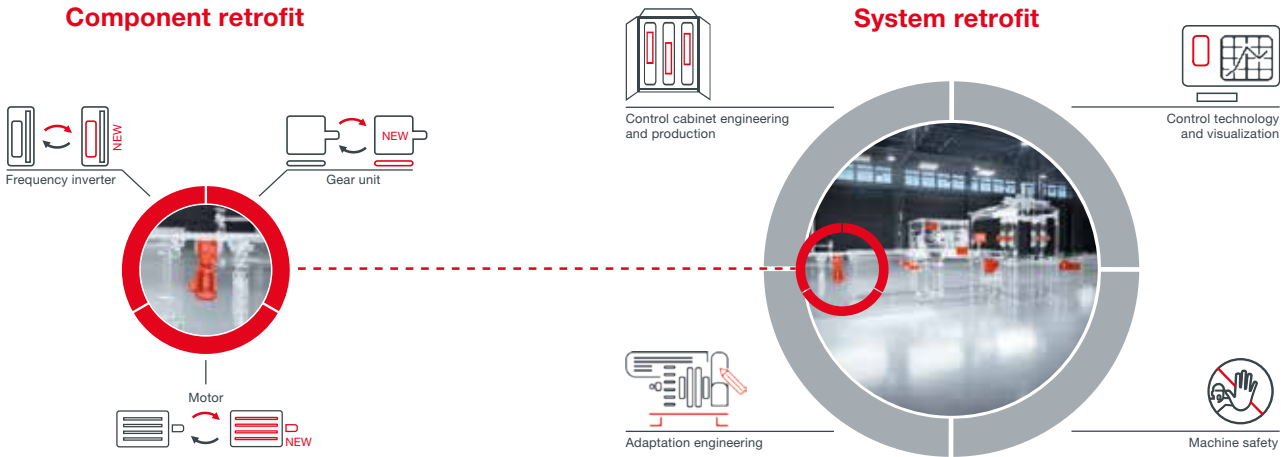 Component retrofit
NEW
Frequency inverter
NEW
Gear unit
Motor
NEW
System retrofit
Control cabinet engineering
and production
Control technology
and visualization
Adaptation engineering
Machine safety